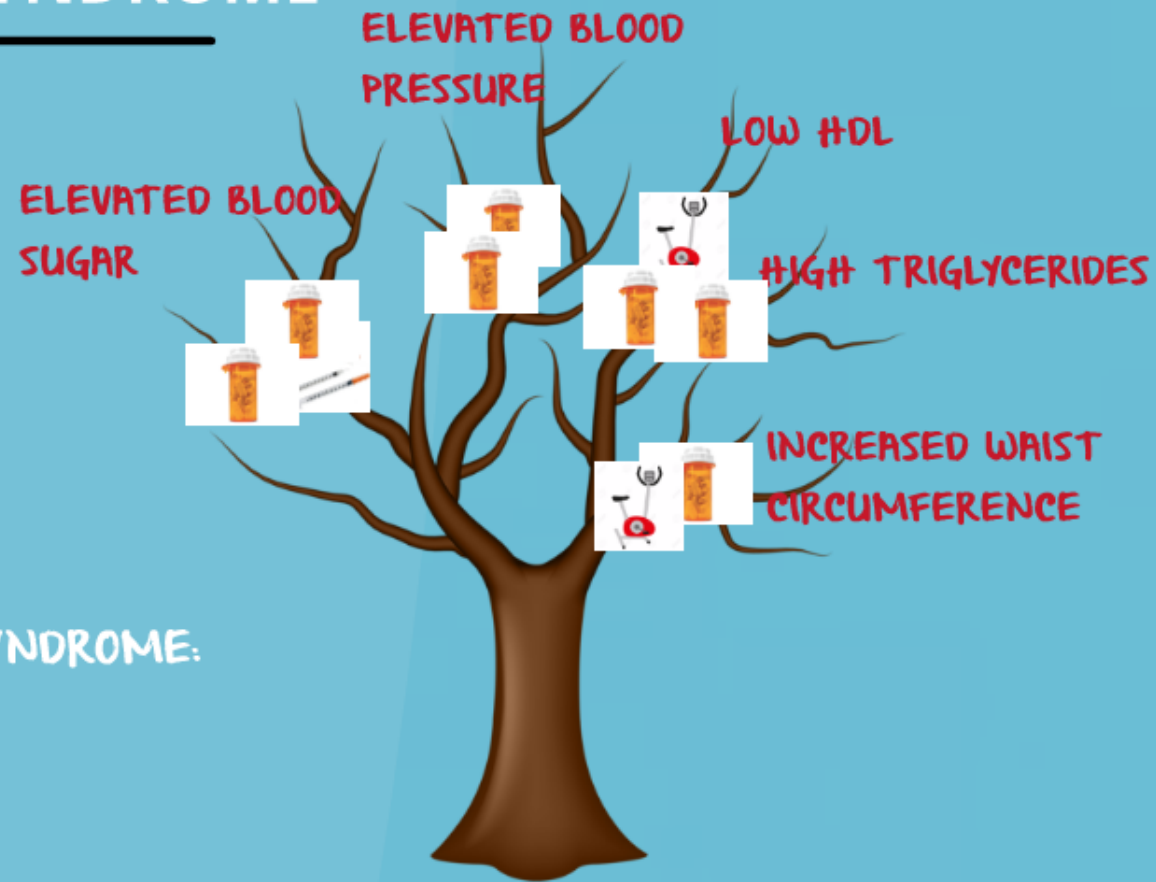 ELEVATED BLOOD
PRESSURE
LOW HDL
ELEVATED BLOOD
SUGAR
HIGH TRIGLYCERIDES
INCREASED WAIST
CIRCUMFERENCE
NDROME: